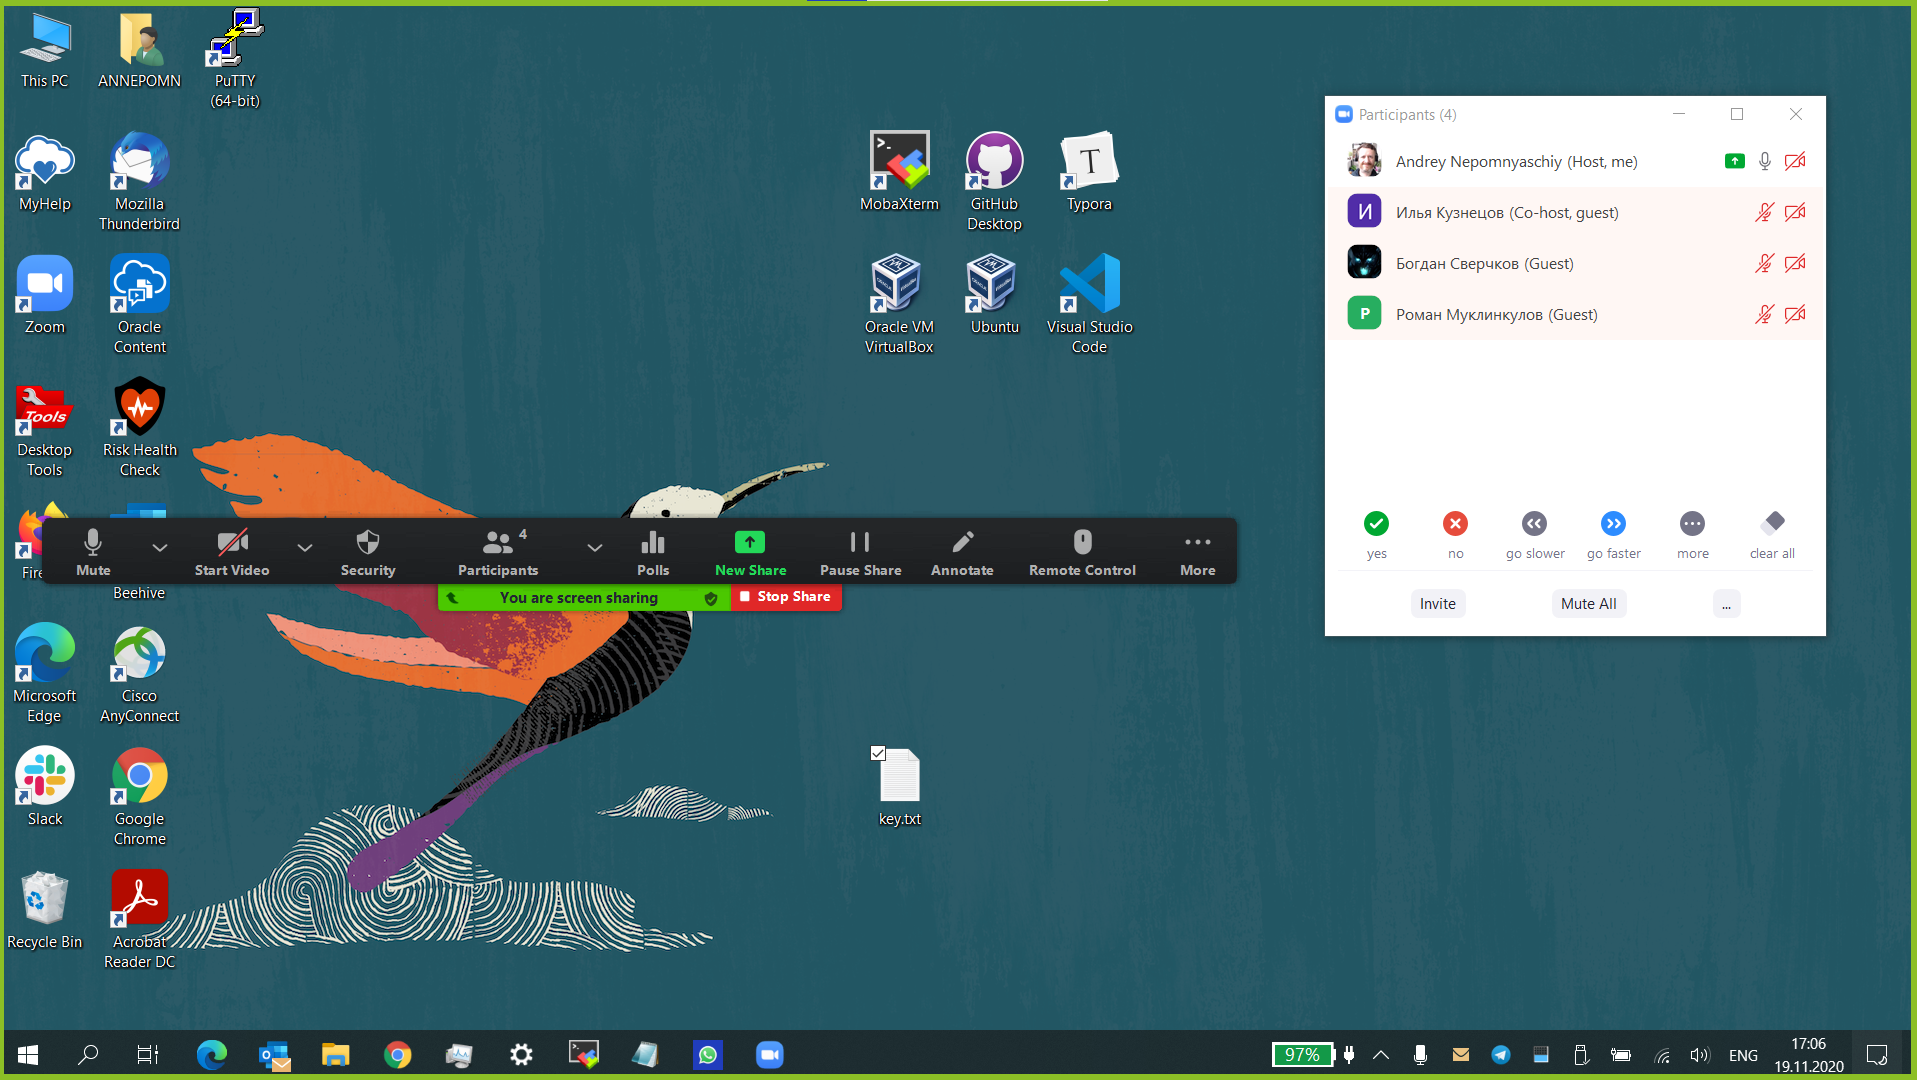 This PC
ANNEPOMN
PuTTY
(64-bit)
MyHelp
Mozilla
Thunderbird
MobaXterm
GitHub
Desktop
Typora
Zoom
Oracle
Content
Oracle VM
VirtualBox
Ubuntu
Visual Studio
Code
Tools
Desktop
Tools
Risk Health
Check
Fire
Beehive
Microsoft
Edge
Cisco
AnyConnect
Slack
Google
Chrome
key.txt
Recycle Bin
Acrobat
Reader DC
Mute
Start Video
Security
4
Participants
Polls
New Share
Pause Share
Annotate
Remote Control
More
You are screen sharing
Stop Share
Participants (4)
Andrey Nepomnyaschiy (Host, me)
И
Илья Кузнецов (Co-host, guest)
Богдан Сверчков (Guest)
Р
Роман Муклинкулов (Guest)
yes
no
go slower
go faster
more
clear all
Invite
Mute All
...
97%
ENG
17:06
19.11.2020